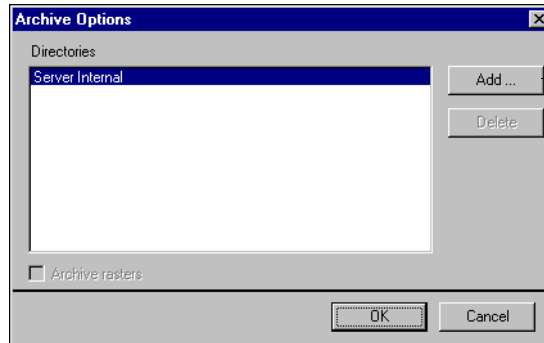 Archive Options
Directories
Server Internal
Add ...
Delete
Archive rasters
OK
Cancel